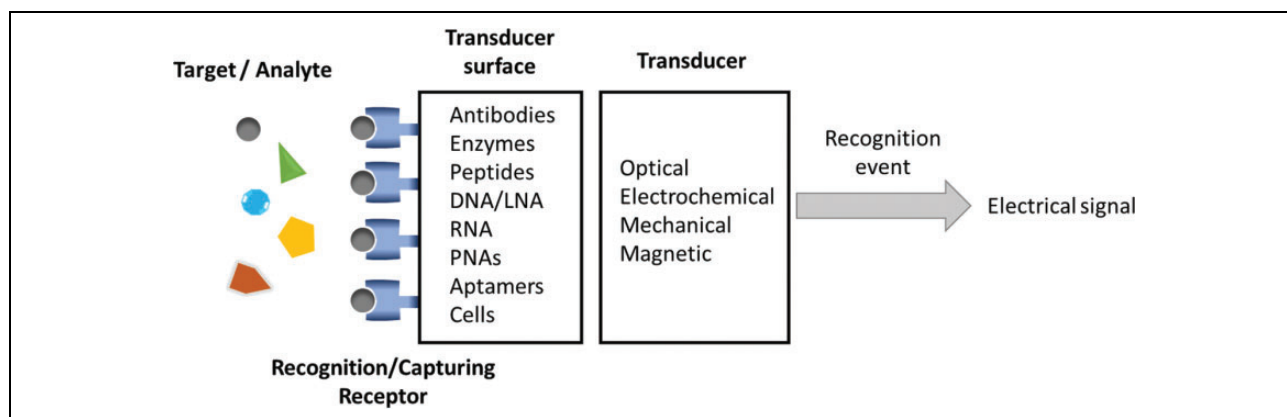 Target / Analyte
Transducer
surface
Transducer
Antibodies
Enzymes
Peptides
DNA/LNA
RNA
PNAs
Aptamers
Cells
Optical
Electrochemical
Mechanical
Magnetic
Recognition
event
Electrical signal
Recognition/Capturing
Receptor